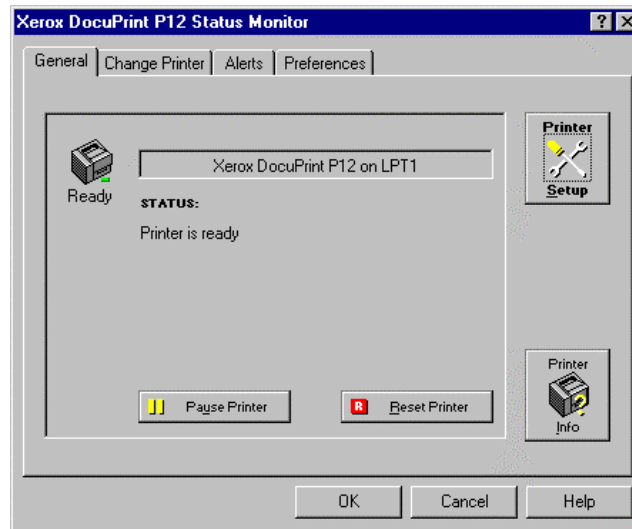 Xerox DocuPrint P12 Status Monitor
General
Change Printer
Alerts
Preferences
Ready
Xerox DocuPrint P12 on LPT1
STATUS:
Printer is ready
Pause Printer
R
Reset Printer
Printer
Setup
Printer
Info
OK
Cancel
Help